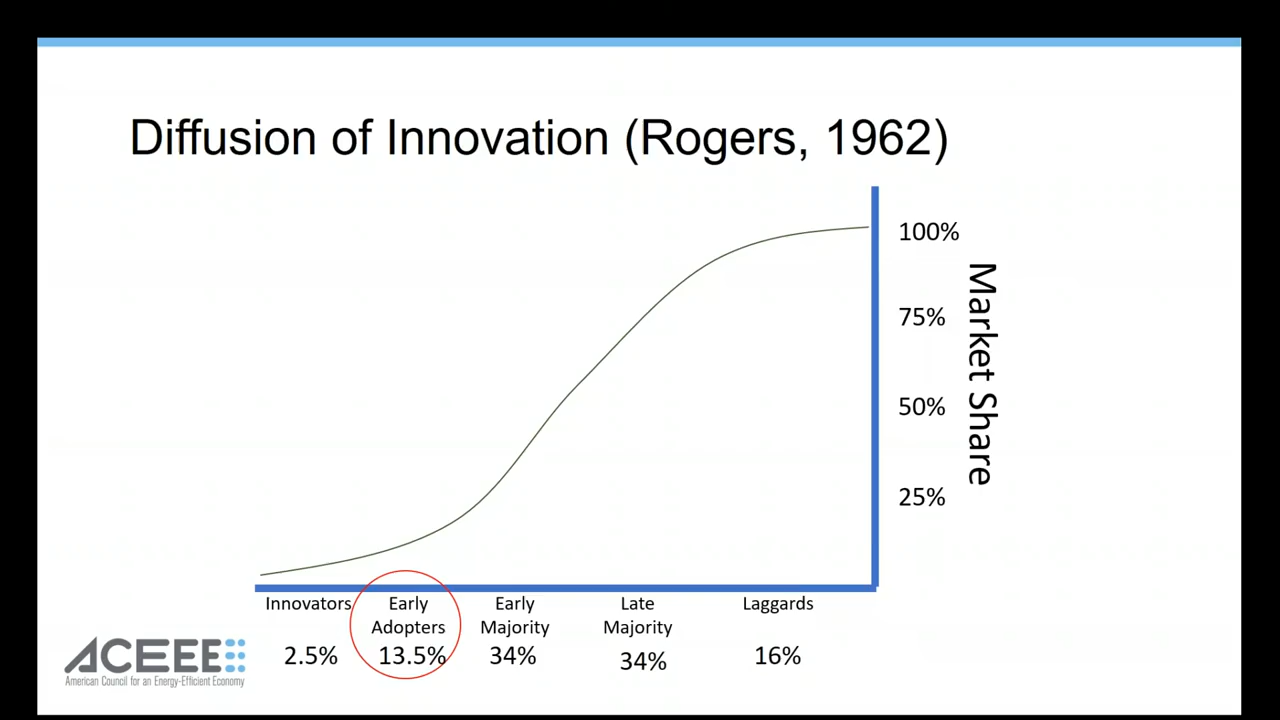 Diffusion of Innovation (Rogers, 1962)
100%
75%
50%
25%
Market Share
Innovators
Early
Adopters
Early
Majority
Late
Majority
Laggards
2.5%
13.5%
34%
34%
16%
ACEEE
American Council for an Energy-Efficient Economy